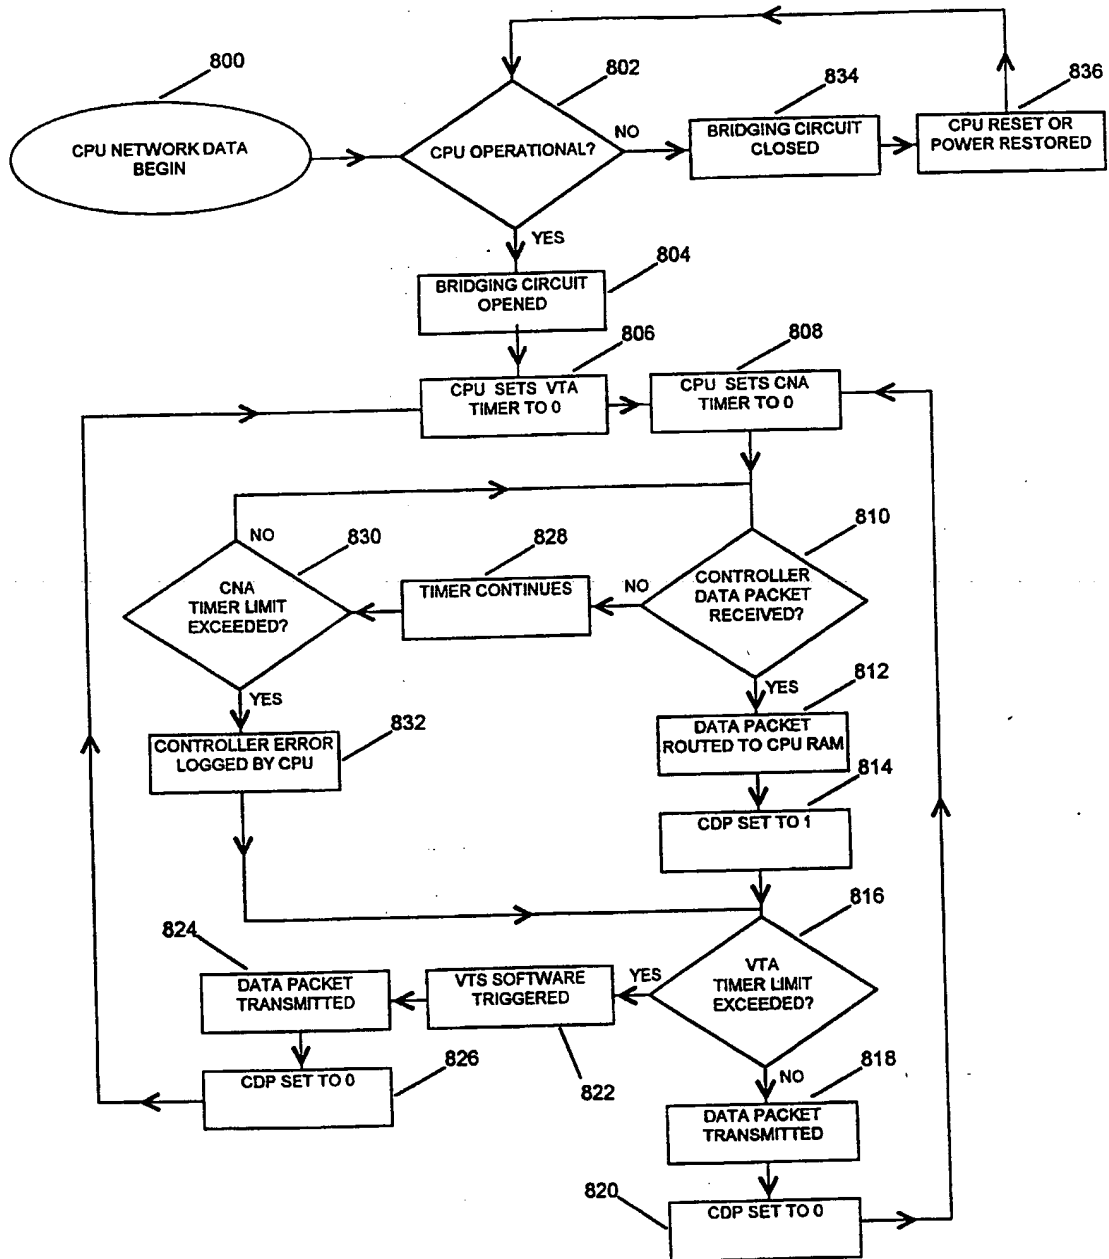 800
802
834
836
CPU NETWORK DATA
BEGIN
CPU OPERATIONAL?
NO
BRIDGING CIRCUIT
CLOSED
CPU RESET OR
POWER RESTORED
YES
804
BRIDGING CIRCUIT
OPENED
806
808
CPU SETS VTA
TIMER TO 0
CPU SETS CNA
TIMER TO 0
NO
830
828
810
CNA
TIMER LIMIT
EXCEEDED?
TIMER CONTINUES
NO
CONTROLLER
DATA PACKET
RECEIVED?
YES
832
YES
812
CONTROLLER ERROR
LOGGED BY CPU
DATA PACKET
ROUTED TO CPU RAM
814
CDP SET TO 1
816
824
DATA PACKET
TRANSMITTED
VTS SOFTWARE
TRIGGERED
YES
VTA
TIMER LIMIT
EXCEEDED?
826
CDP SET TO 0
822
NO
818
DATA PACKET
TRANSMITTED
820
CDP SET TO 0